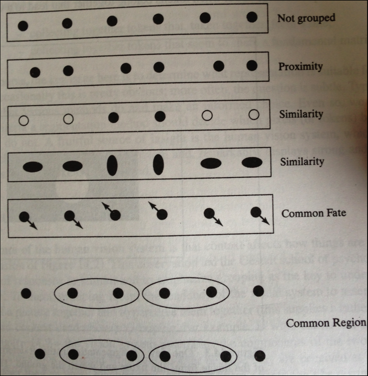 Not grouped
Proximity
Similarity
Similarity
Common Fate
Common Region